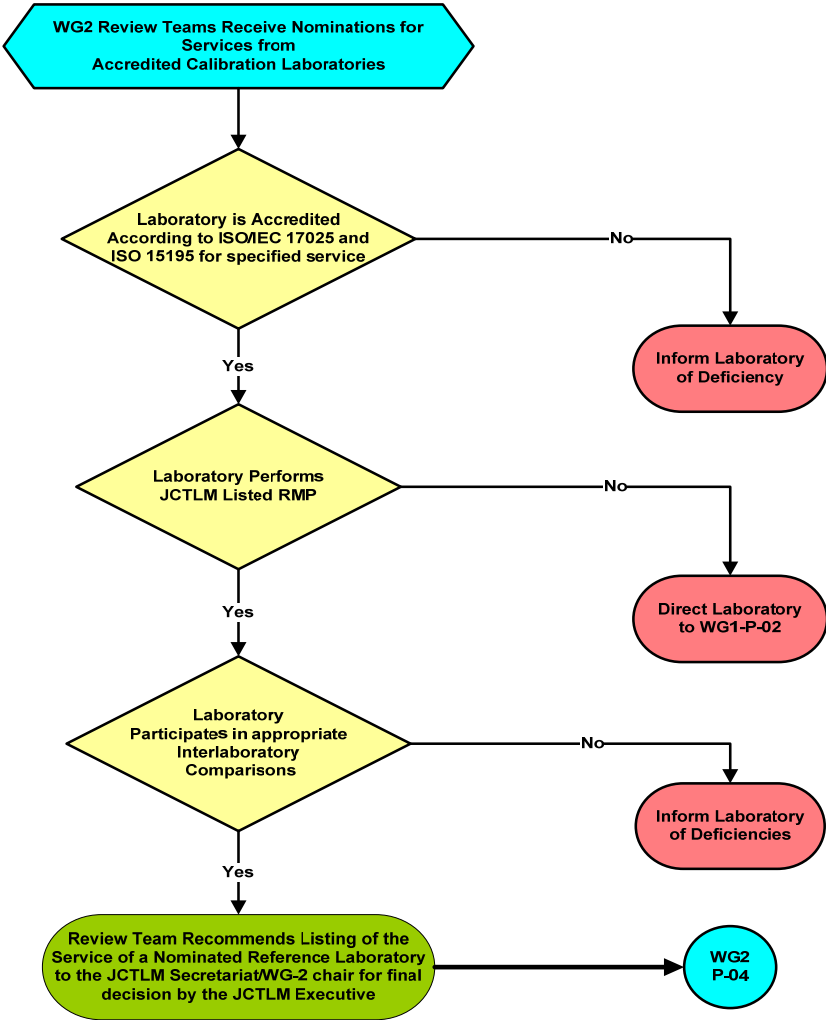 WG2 Review Teams Receive Nominations for
Services from
Accredited Calibration Laboratories
Laboratory is Accredited
According to ISO/IEC 17025 and
ISO 15195 for specified service
No
Inform Laboratory
of Deficiency
Yes
Laboratory Performs
JCTLM Listed RMP
No
Direct Laboratory
to WG1-P-02
Yes
Laboratory
Participates in appropriate
Interlaboratory
Comparisons
No
Inform Laboratory
of Deficiencies
Yes
Review Team Recommends Listing of the
Service of a Nominated Reference Laboratory
to the JCTLM Secretariat/WG-2 chair for final
decision by the JCTLM Executive
WG2
P-04